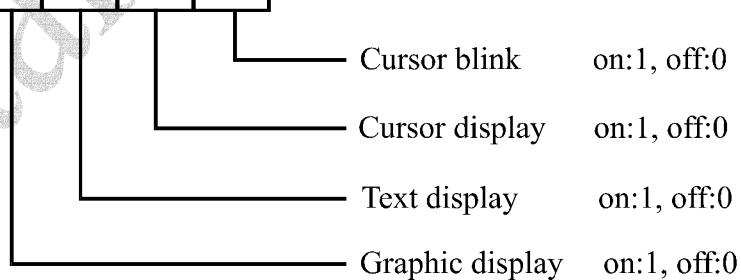 Cursor blink on:1, off:0
Cursor display on:1, off:0
Text display on:1, off:0
Graphic display on:1, off:0